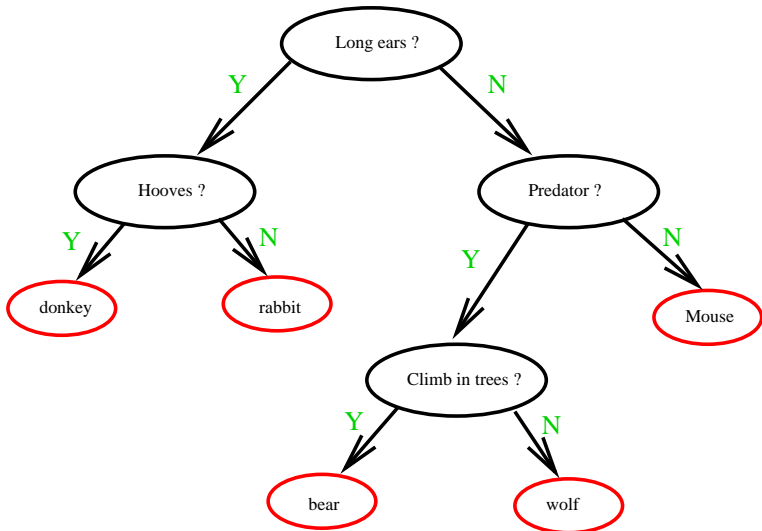 Long ears ?
Y
N
Hooves ?
Predator ?
Y
N
Y
N
donkey
rabbit
Mouse
Climb in trees ?
Y
N
bear
wolf